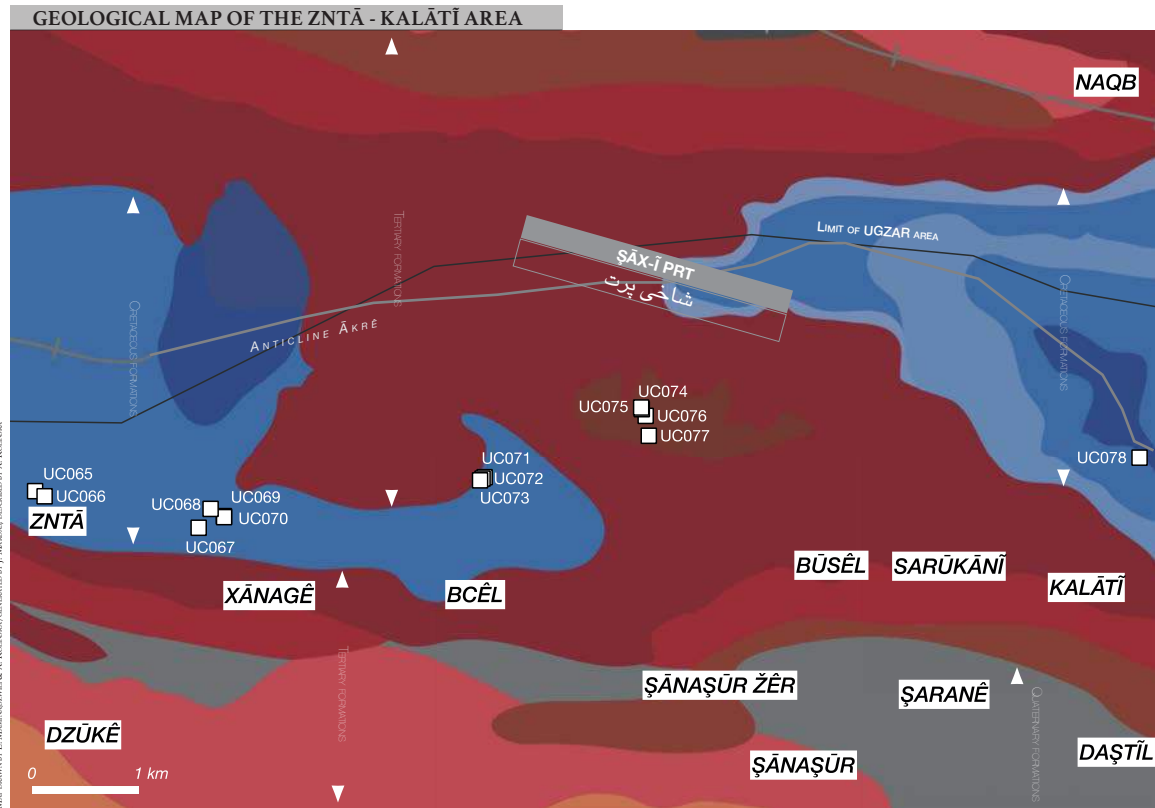 GEOLOGICAL MAP OF THE ZNTĀ - KALĀTĪ̃ AREA
NAQB
TERTIARY FORMATIONS
LIMIT OF UGZAR AREA
ŞĀX-Ī PRT
شاخی پرت
CRETACEOUS FORMATIONS
CRETACEOUS FORMATIONS
ANTICLINE ĀKRÊ
UC074
UC075
UC076
UC077
UC071
UC072
UC073
UC078
UC065
UC066
ZNTĀ
UC069
UC068
UC070
UC067
BŪSÊL
SARŪKĀNĪ̃
KALĀTĪ̃
XĀNAGÊ
BCÊL
TERTIARY FORMATIONS
ŞĀNAŞŪR ŽÊR
ŞARANÊ
QUATERNARY FORMATIONS
DZŪKÊ
ŞĀNAŞŪR
DAŞTĪ̃L
0 1 km